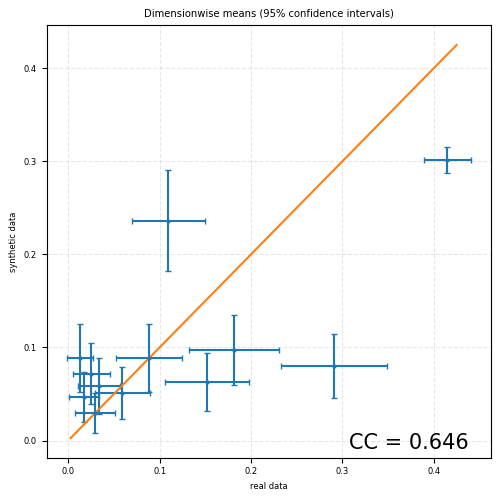 Dimensionwise means (95% confidence intervals)
0.4
0.3
0.2
0.1
0.0
synthetic data
CC = 0.646
0.0 0.1 0.2 0.3 0.4
real data